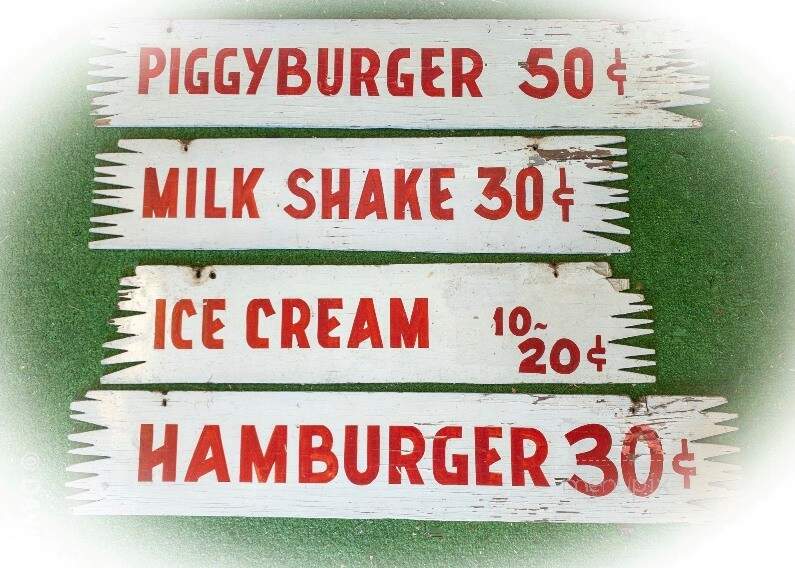 PIGGYBURGER 50¢
MILK SHAKE 30¢
ICE CREAM 10~
20¢
HAMBURGER 30¢